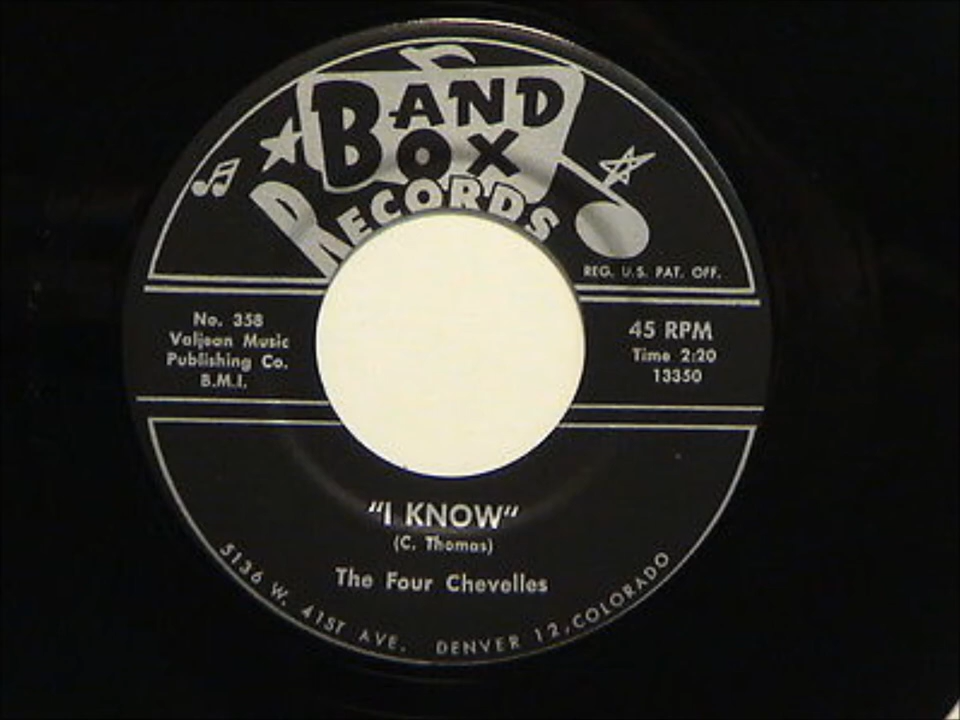 BAND
BOX
RECORDS
REG. U.S. PAT. OFF.
No. 358
Valjean Music
Publishing Co.
B.M.I.
45 RPM
Time 2:20
13350
"I KNOW"
(C. Thomas)
The Four Chevelles
5136 W. 41ST AVE. DENVER 12, COLORADO